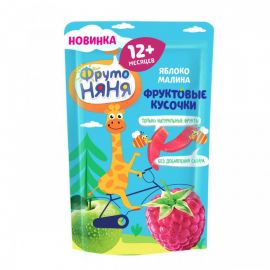 НОВИНКА
12+
МЕСЯЦЕВ
Фруто
НЯНЯ
ЯБЛОКО
МАЛИНА
ФРУКТОВЫЕ
КУСОЧКИ
ТОЛЬКО НАТУРАЛЬНЫЕ ФРУКТЫ
БЕЗ ДОБАВЛЕНИЯ САХАРА